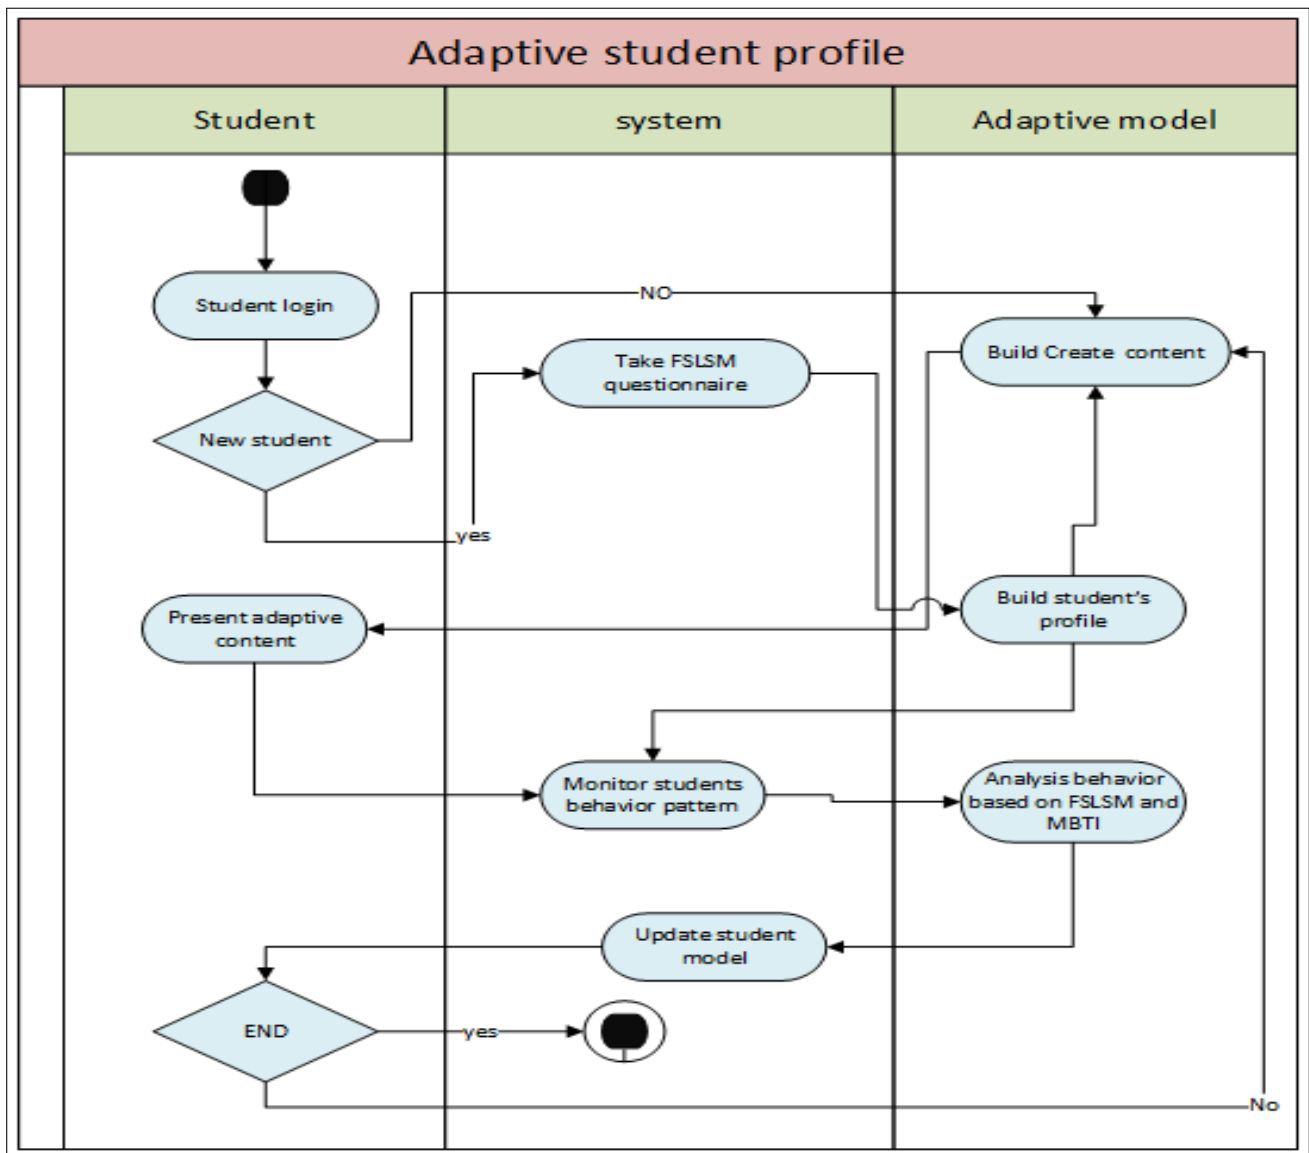 Adaptive student profile
Student
system
Adaptive model
Student login
NO
Take FSLSM
questionnaire
Build Create content
New student
yes
Present adaptive
content
Build student's
profile
Monitor students
behavior pattem
Analysis behavior
based on FSLSM and
MBTI
Update student
model
END
yes
No